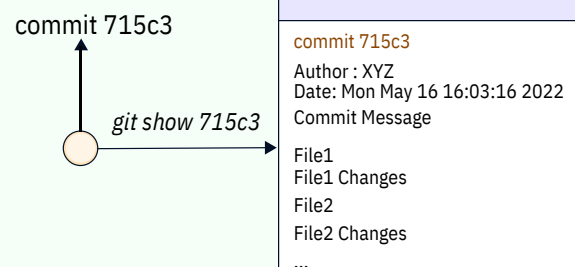 commit 715c3
git show 715c3
commit 715c3
Author : XYZ
Date: Mon May 16 16:03:16 2022
Commit Message
File1
File1 Changes
File2
File2 Changes
...